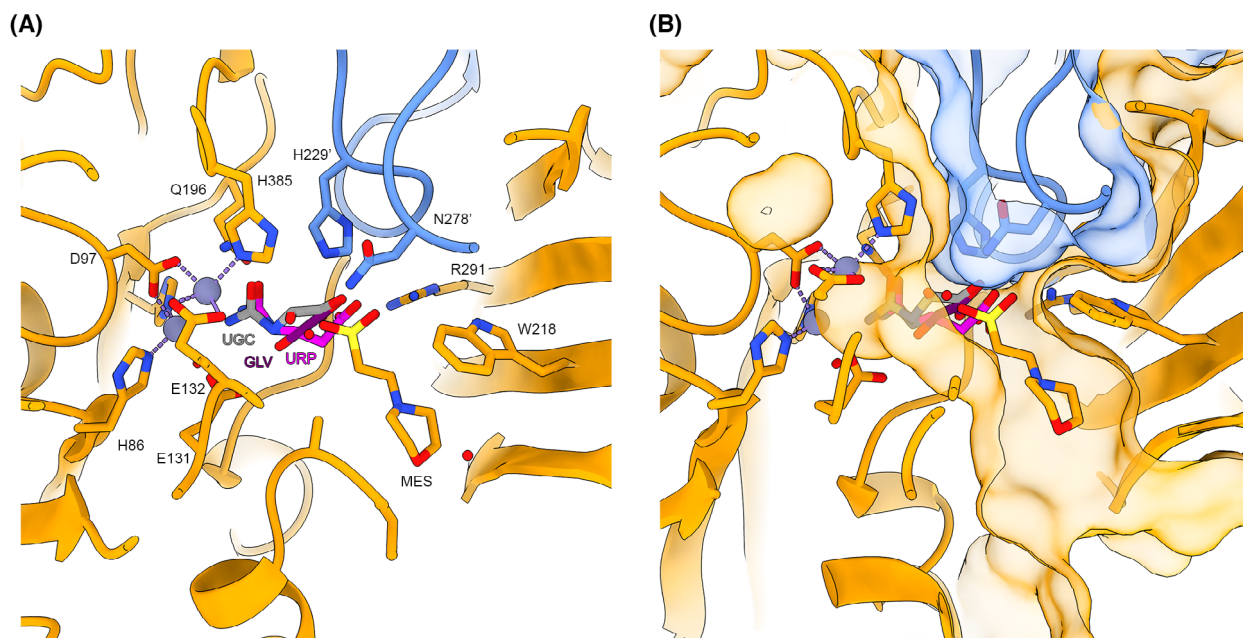 (A)
(B)
H229'
Q196
H385
N278'
D97
R291
UGC
W218
GLV
URP
E132
H86
E131
MES